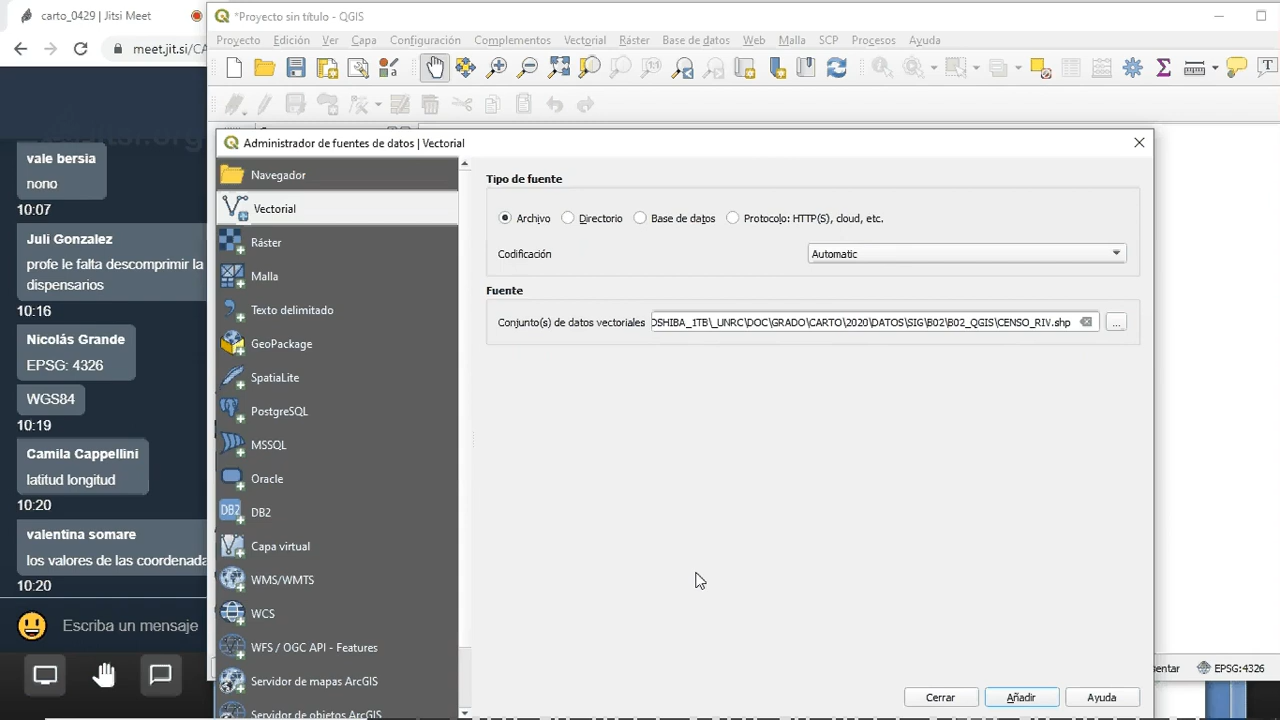 carto_0429 | Jitsi Meet
meet.jit.si/CA
*Proyecto sin título - QGIS
Proyecto Edición Ver Capa Configuración Complementos Vectorial Ráster Base de datos Web Malla SCP Procesos Ayuda
vale bersia
nono
10:07
Juli Gonzalez
profe le falta descomprimir la
dispensarios
10:16
Nicolás Grande
EPSG: 4326
WGS84
10:19
Camila Cappellini
latitud longitud
10:20
valentina somare
los valores de las coordenada
10:20
Escriba un mensaje
Administrador de fuentes de datos | Vectorial
Navegador
Vectorial
Ráster
Malla
Texto delimitado
GeoPackage
SpatiaLite
PostgreSQL
MSSQL
Oracle
DB2
DB2
Capa virtual
WMS/WMTS
WCS
WFS / OGC API - Features
Servidor de mapas ArcGIS
Servidor de objetos ArcGIS
Tipo de fuente
Archivo Directorio Base de datos Protocolo: HTTP(S), cloud, etc.
Codificación Automatic
Fuente
Conjunto(s) de datos vectoriales OSHIBA_1TB\_UNRC\DOC\GRADO\CARTO\2020\DATOS\SIG\B02\B02_QGIS\CENSO_RIV.shp ...
Cerrar Añadir Ayuda
entar EPSG:4326